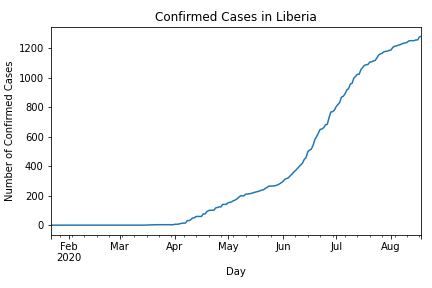 Confirmed Cases in Liberia
Number of Confirmed Cases
1200
1000
800
600
400
200
0
Feb
2020
Mar
Apr
May
Jun
Jul
Aug
Day